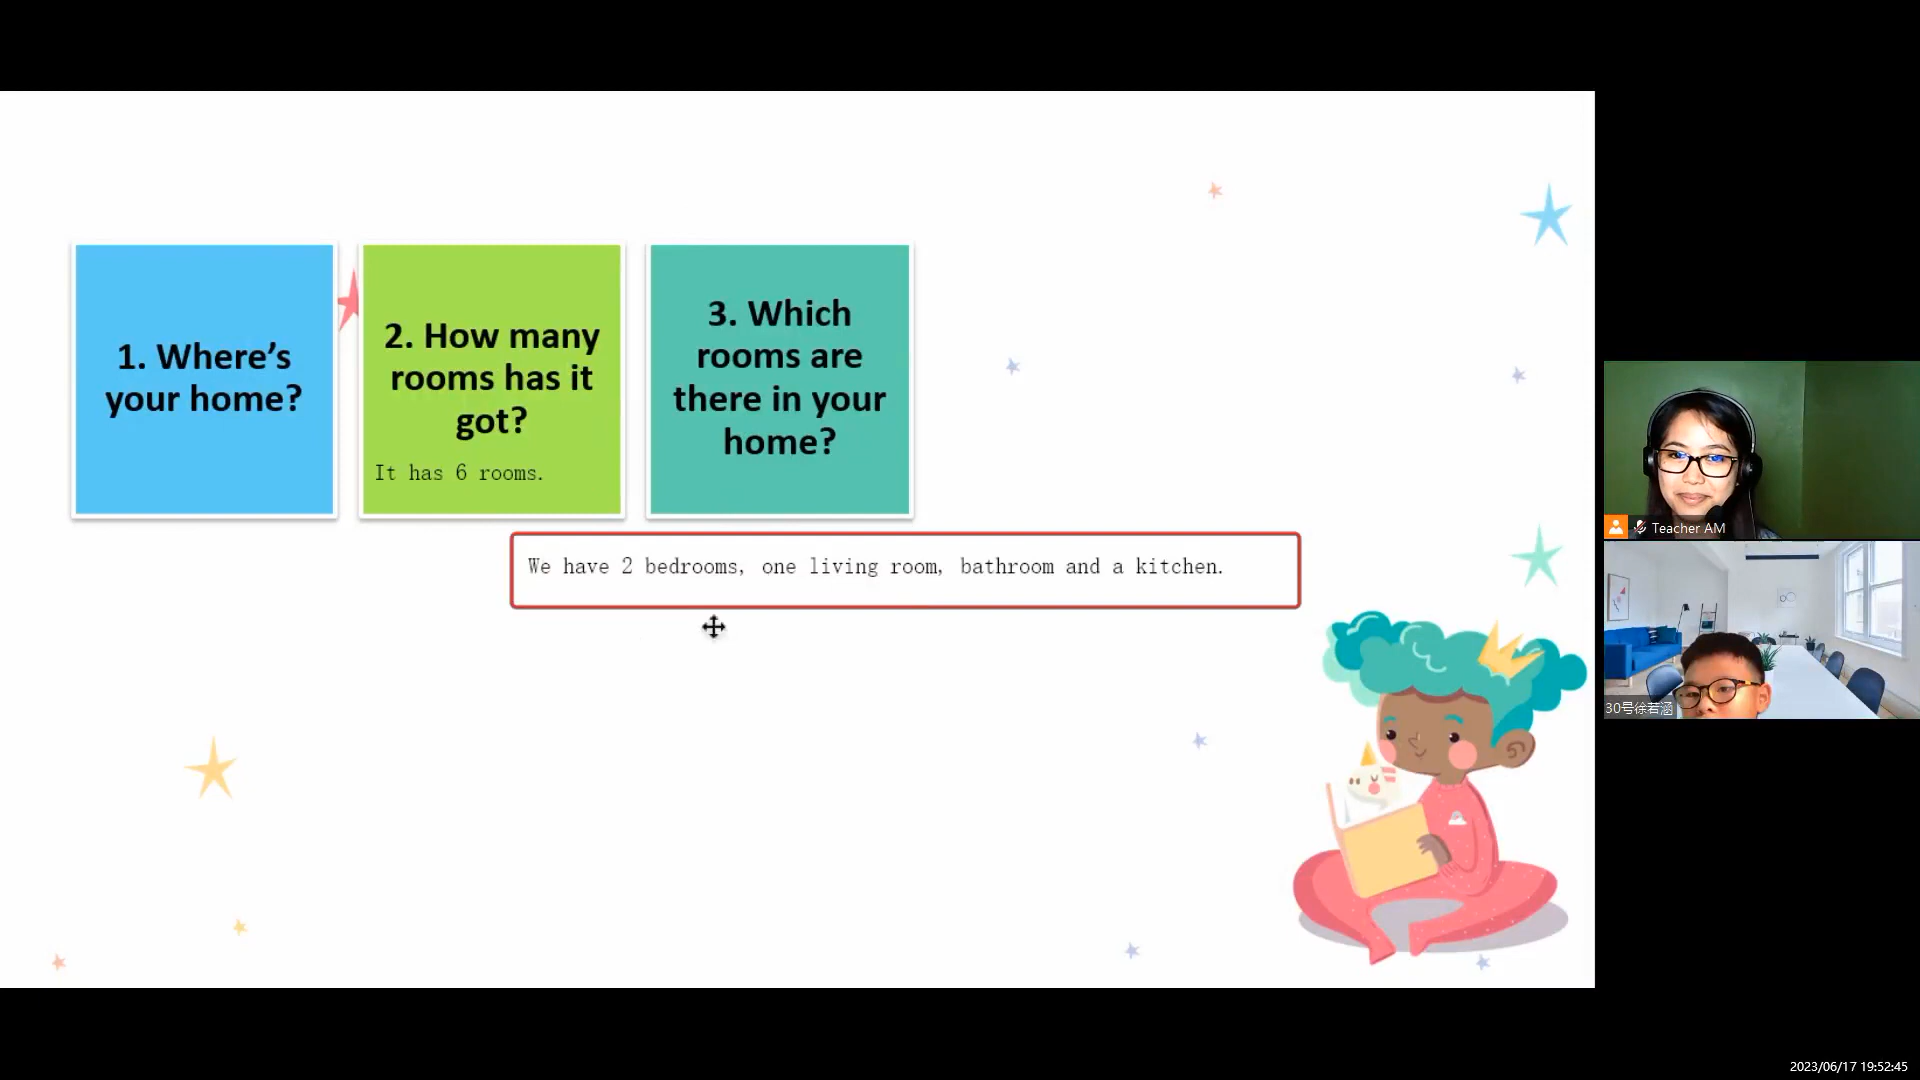 1. Where’s
your home?
2. How many
rooms has it
got?
It has 6 rooms.
3. Which
rooms are
there in your
home?
We have 2 bedrooms, one living room, bathroom and a kitchen.
Teacher AM
30号徐若涵
2023/06/17 19:52:45